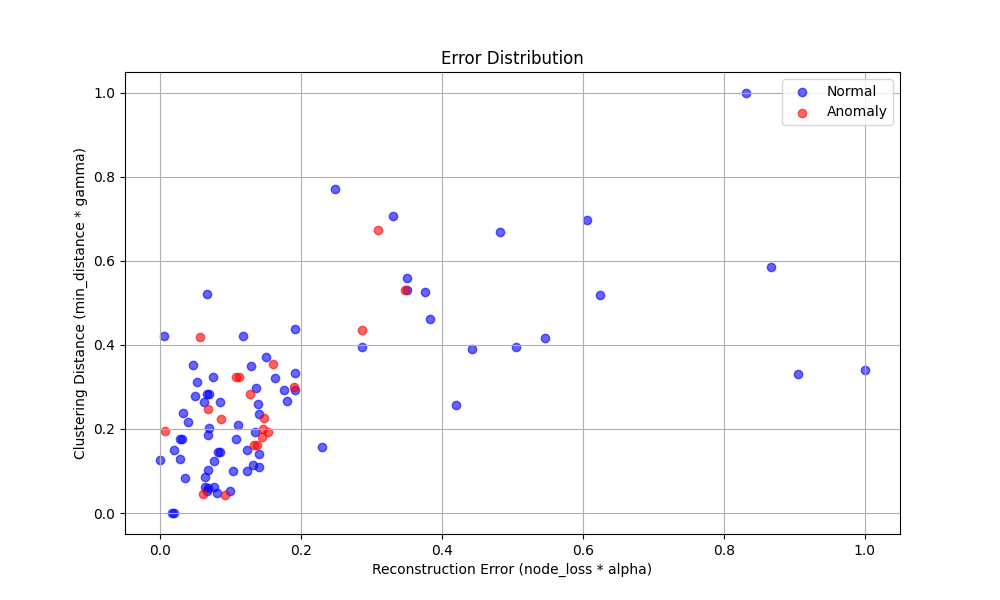 Error Distribution
Normal
Anomaly
Clustering Distance (min_distance * gamma)
1.0
0.8
0.6
0.4
0.2
0.0
0.0 0.2 0.4 0.6 0.8 1.0
Reconstruction Error (node_loss * alpha)